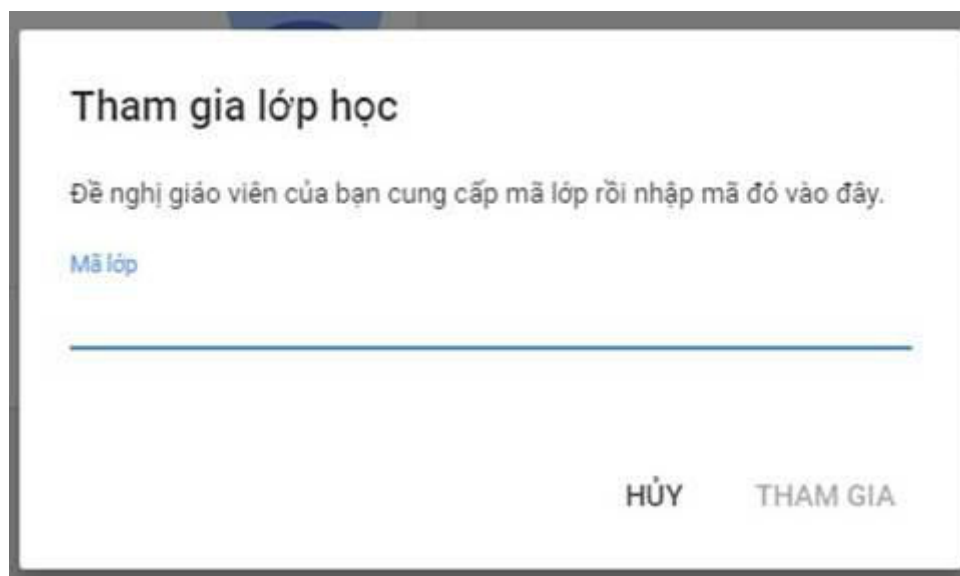 Tham gia lớp học
Đề nghị giáo viên của bạn cung cấp mã lớp rồi nhập mã đó vào đây.
Mã lớp
HỦY THAM GIA